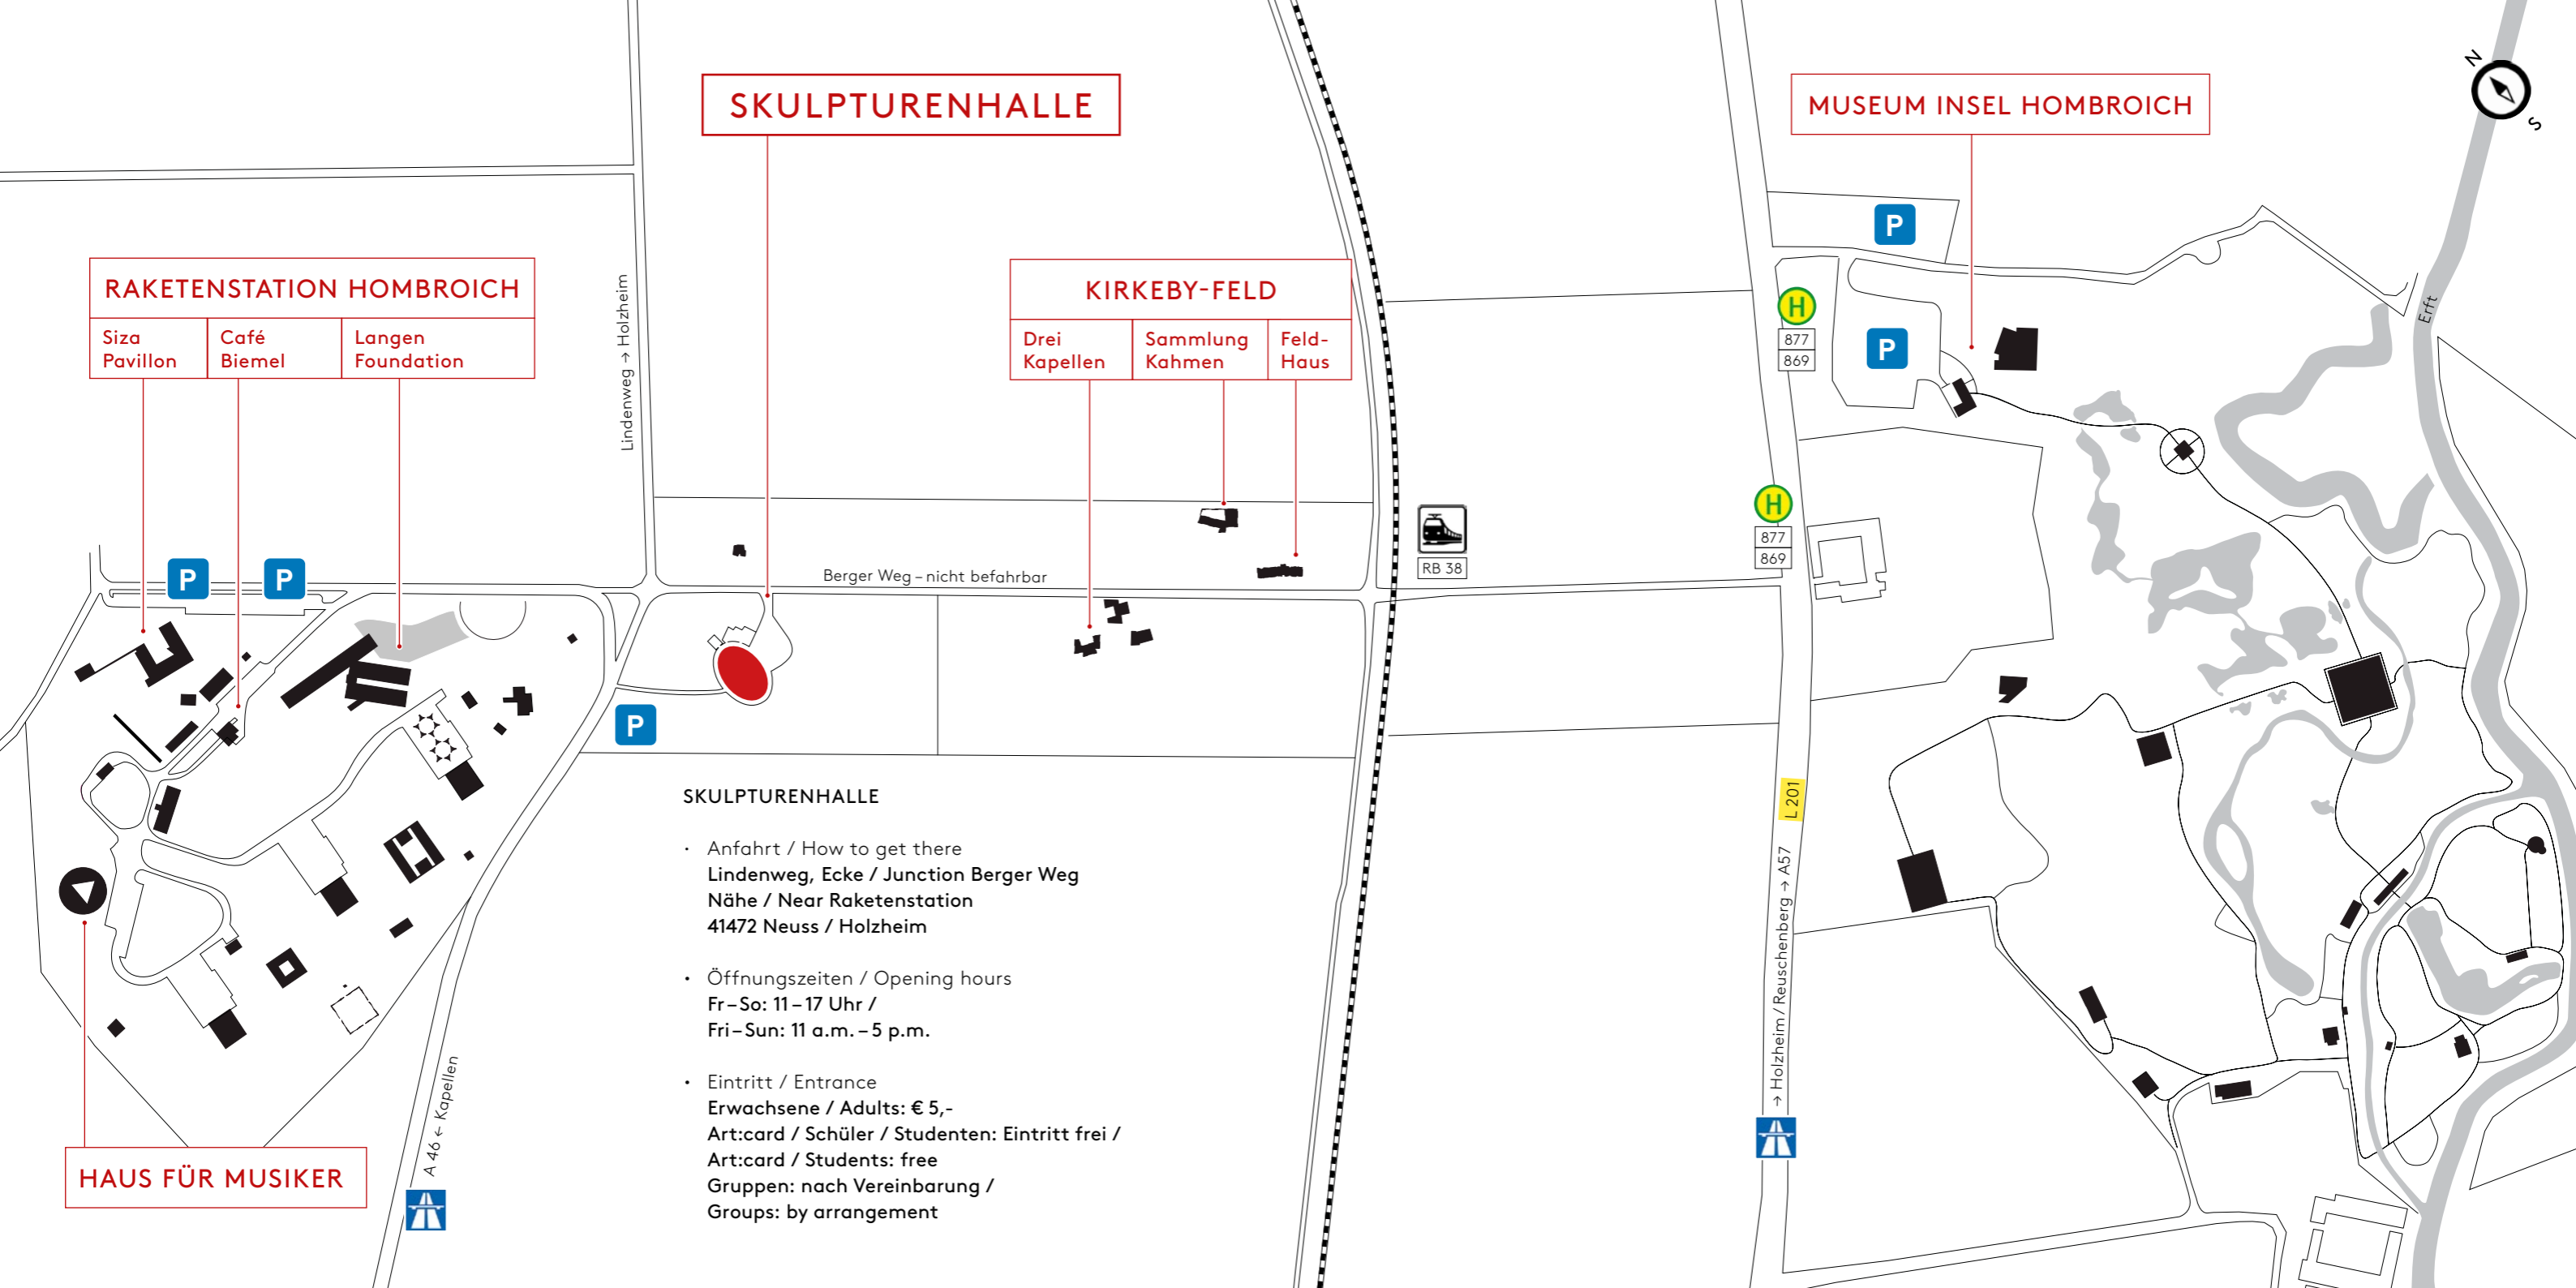 N
S
SKULPTURENHALLE
MUSEUM INSEL HOMBROICH
P
RAKETENSTATION HOMBROICH
Siza
Pavillon
Café
Biemel
Langen
Foundation
Lindenweg → Holzheim
KIRKEBY-FELD
Drei
Kapellen
Sammlung
Kahmen
Feld-
Haus
H
877
869
P
Erft
H
877
869
RB 38
P
P
Berger Weg – nicht befahrbar
P
L 201
→ Holzheim / Reuschenberg → A57
SKULPTURENHALLE
· Anfahrt / How to get there
Lindenweg, Ecke / Junction Berger Weg
Nähe / Near Raketenstation
41472 Neuss / Holzheim
· Öffnungszeiten / Opening hours
Fr – So: 11 – 17 Uhr /
Fri – Sun: 11 a.m. – 5 p.m.
· Eintritt / Entrance
Erwachsene / Adults: € 5,-
Art:card / Schüler / Studenten: Eintritt frei /
Art:card / Students: free
Gruppen: nach Vereinbarung /
Groups: by arrangement
A 46 ← Kapellen
HAUS FÜR MUSIKER